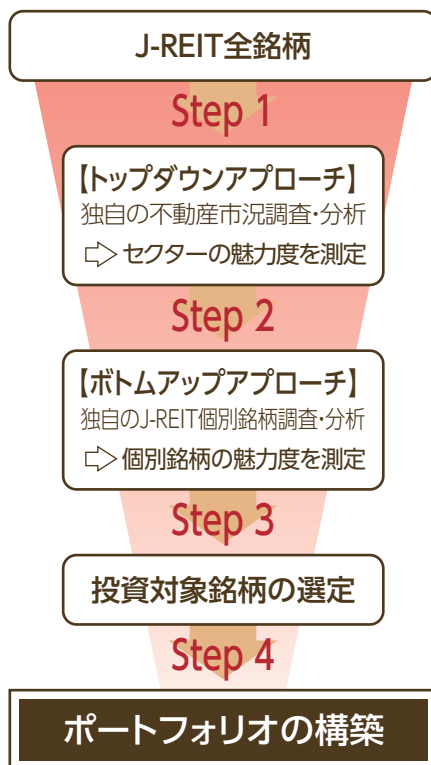 J-REIT全銘柄
Step 1
【トップダウンアプローチ】
独自の不動産市況調査・分析
⇨セクターの魅力度を測定
Step 2
【ボトムアップアプローチ】
独自のJ-REIT個別銘柄調査・分析
⇨個別銘柄の魅力度を測定
Step 3
投資対象銘柄の選定
Step 4
ポートフォリオの構築